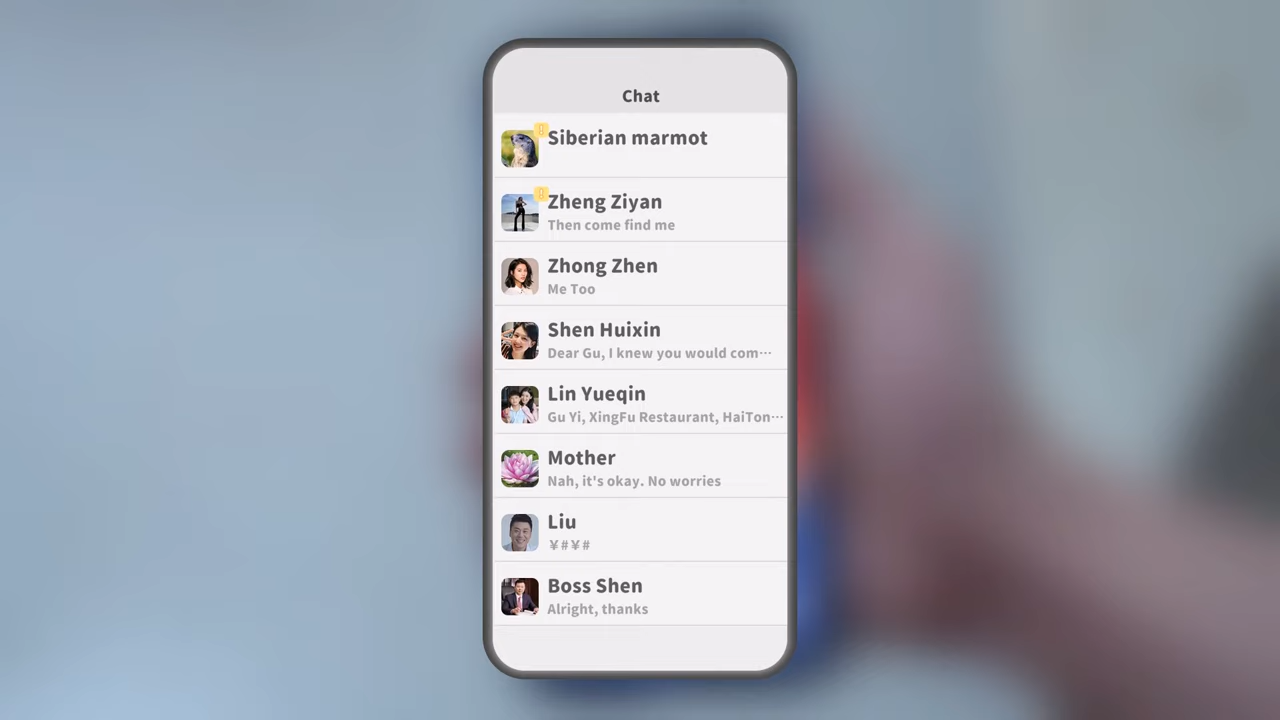 Chat
Siberian marmot
Zheng Ziyan
Then come find me
Zhong Zhen
Me Too
Shen Huixin
Dear Gu, I knew you would com···
Lin Yueqin
Gu Yi, XingFu Restaurant, HaiTon···
Mother
Nah, it's okay. No worries
Liu
¥#¥#
Boss Shen
Alright, thanks